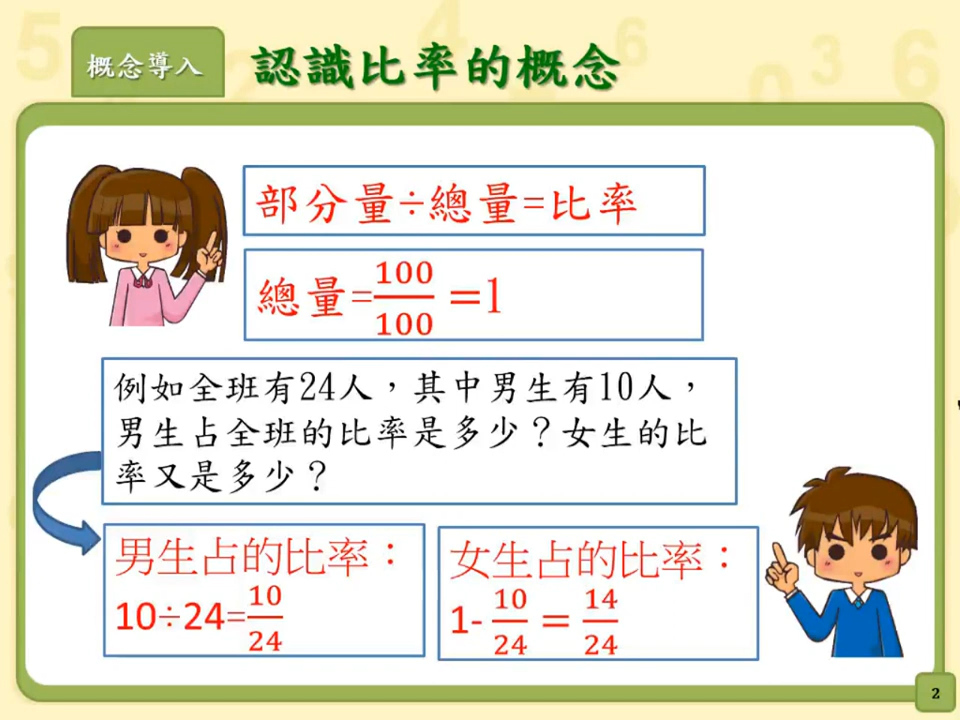 概念導入
認識比率的概念
部分量÷總量=比率
總量=100/100=1
例如全班有24人，其中男生有10人，
男生占全班的比率是多少？女生的比
率又是多少？
男生占的比率：
10÷24=10/24
女生占的比率：
1-10/24=14/24
2